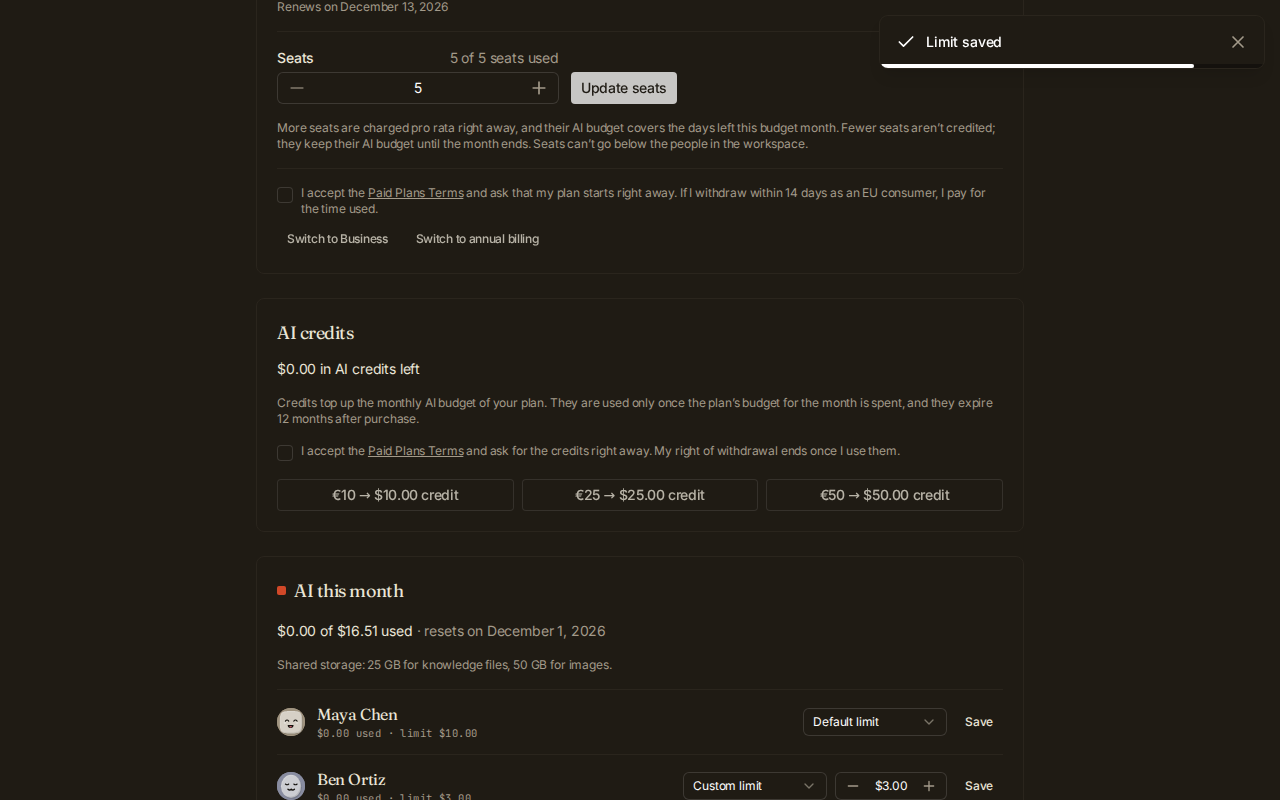 Renews on December 13, 2026
Limit saved
Seats
5 of 5 seats used
5
Update seats
More seats are charged pro rata right away, and their AI budget covers the days left this budget month. Fewer seats aren't credited;
they keep their AI budget until the month ends. Seats can't go below the people in the workspace.
I accept the Paid Plans Terms and ask that my plan starts right away. If I withdraw within 14 days as an EU consumer, I pay for
the time used.
Switch to Business
Switch to annual billing
AI credits
$0.00 in AI credits left
Credits top up the monthly AI budget of your plan. They are used only once the plan's budget for the month is spent, and they expire
12 months after purchase.
I accept the Paid Plans Terms and ask for the credits right away. My right of withdrawal ends once I use them.
€10 → $10.00 credit
€25 → $25.00 credit
€50 → $50.00 credit
AI this month
$0.00 of $16.51 used · resets on December 1, 2026
Shared storage: 25 GB for knowledge files, 50 GB for images.
Maya Chen
$0.00 used · limit $10.00
Default limit
Save
Ben Ortiz
$0.00 used · limit $3.00
Custom limit
$3.00
Save